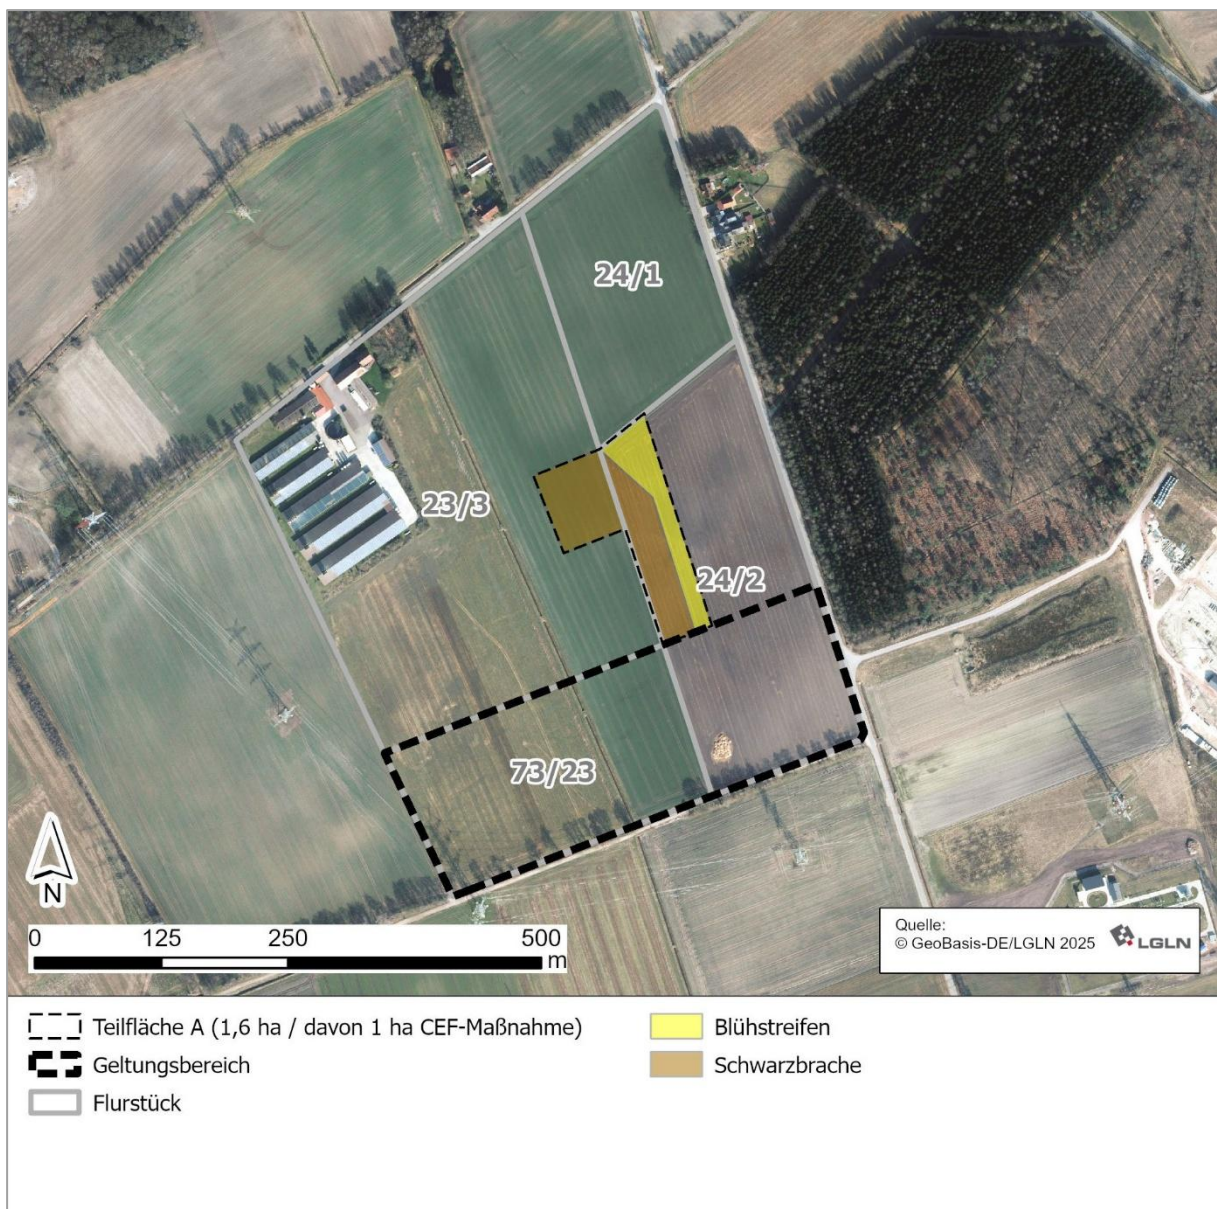 24/1
23/3
24/2
73/23
N
0 125 250 500
m
Quelle:
© GeoBasis-DE/LGLN 2025
LGLN
Teilfläche A (1,6 ha / davon 1 ha CEF-Maßnahme)
Geltungsbereich
Flurstück
Blühstreifen
Schwarzbrache